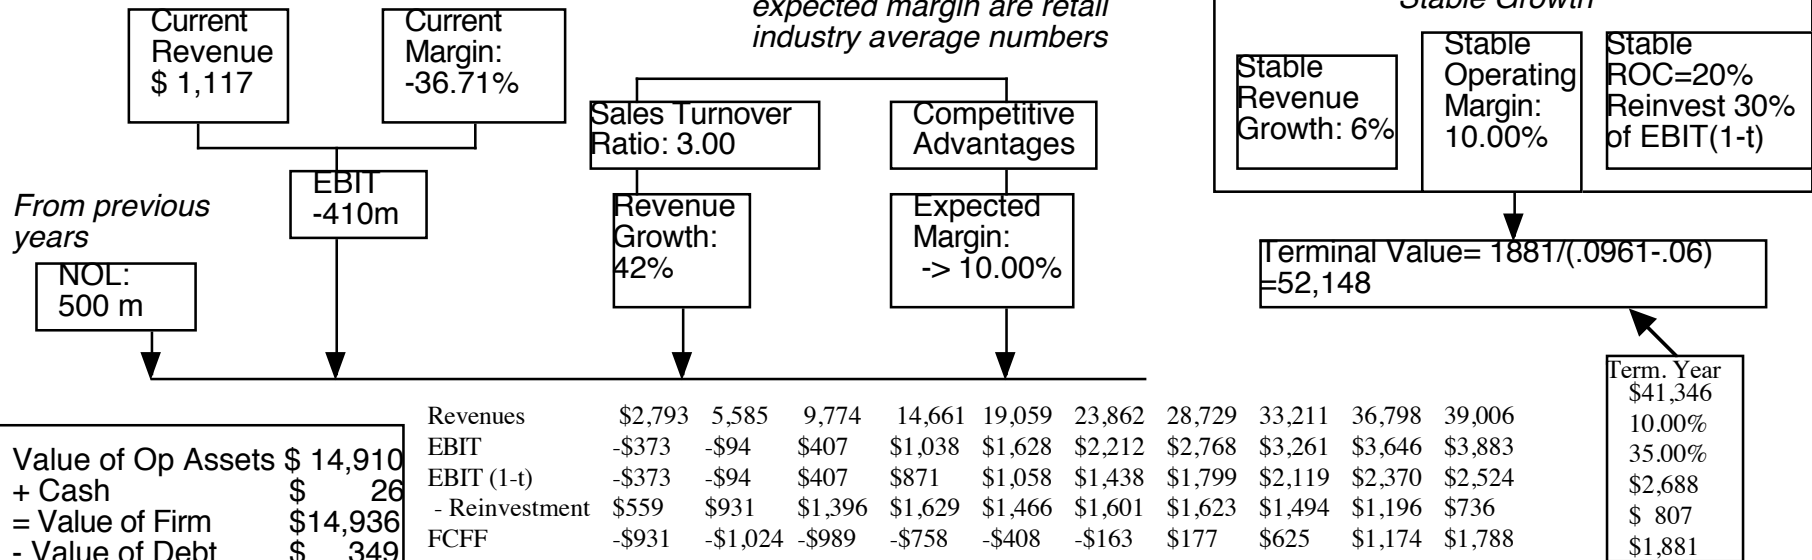 expected margin are retail
industry average numbers
Stable Growth
Current
Revenue
$ 1,117
Current
Margin:
-36.71%
Sales Turnover
Ratio: 3.00
Competitive
Advantages
Stable
Revenue
Growth: 6%
Stable
Operating
Margin:
10.00%
Stable
ROC=20%
Reinvest 30%
of EBIT(1-t)
EBIT
-410m
From previous
years
NOL:
500 m
Revenue
Growth:
42%
Expected
Margin:
-> 10.00%
Terminal Value= 1881/(.0961-.06)
=52,148
Term. Year
$41,346
10.00%
35.00%
$2,688
$ 807
$1,881
Revenues $2,793 5,585 9,774 14,661 19,059 23,862 28,729 33,211 36,798 39,006
EBIT -$373 -$94 $407 $1,038 $1,628 $2,212 $2,768 $3,261 $3,646 $3,883
EBIT (1-t) -$373 -$94 $407 $871 $1,058 $1,438 $1,799 $2,119 $2,370 $2,524
- Reinvestment $559 $931 $1,396 $1,629 $1,466 $1,601 $1,623 $1,494 $1,196 $736
FCFF -$931 -$1,024 -$989 -$758 -$408 -$163 $177 $625 $1,174 $1,788
Value of Op Assets $ 14,910
+ Cash $ 26
= Value of Firm $14,936
- Value of Debt $ 349